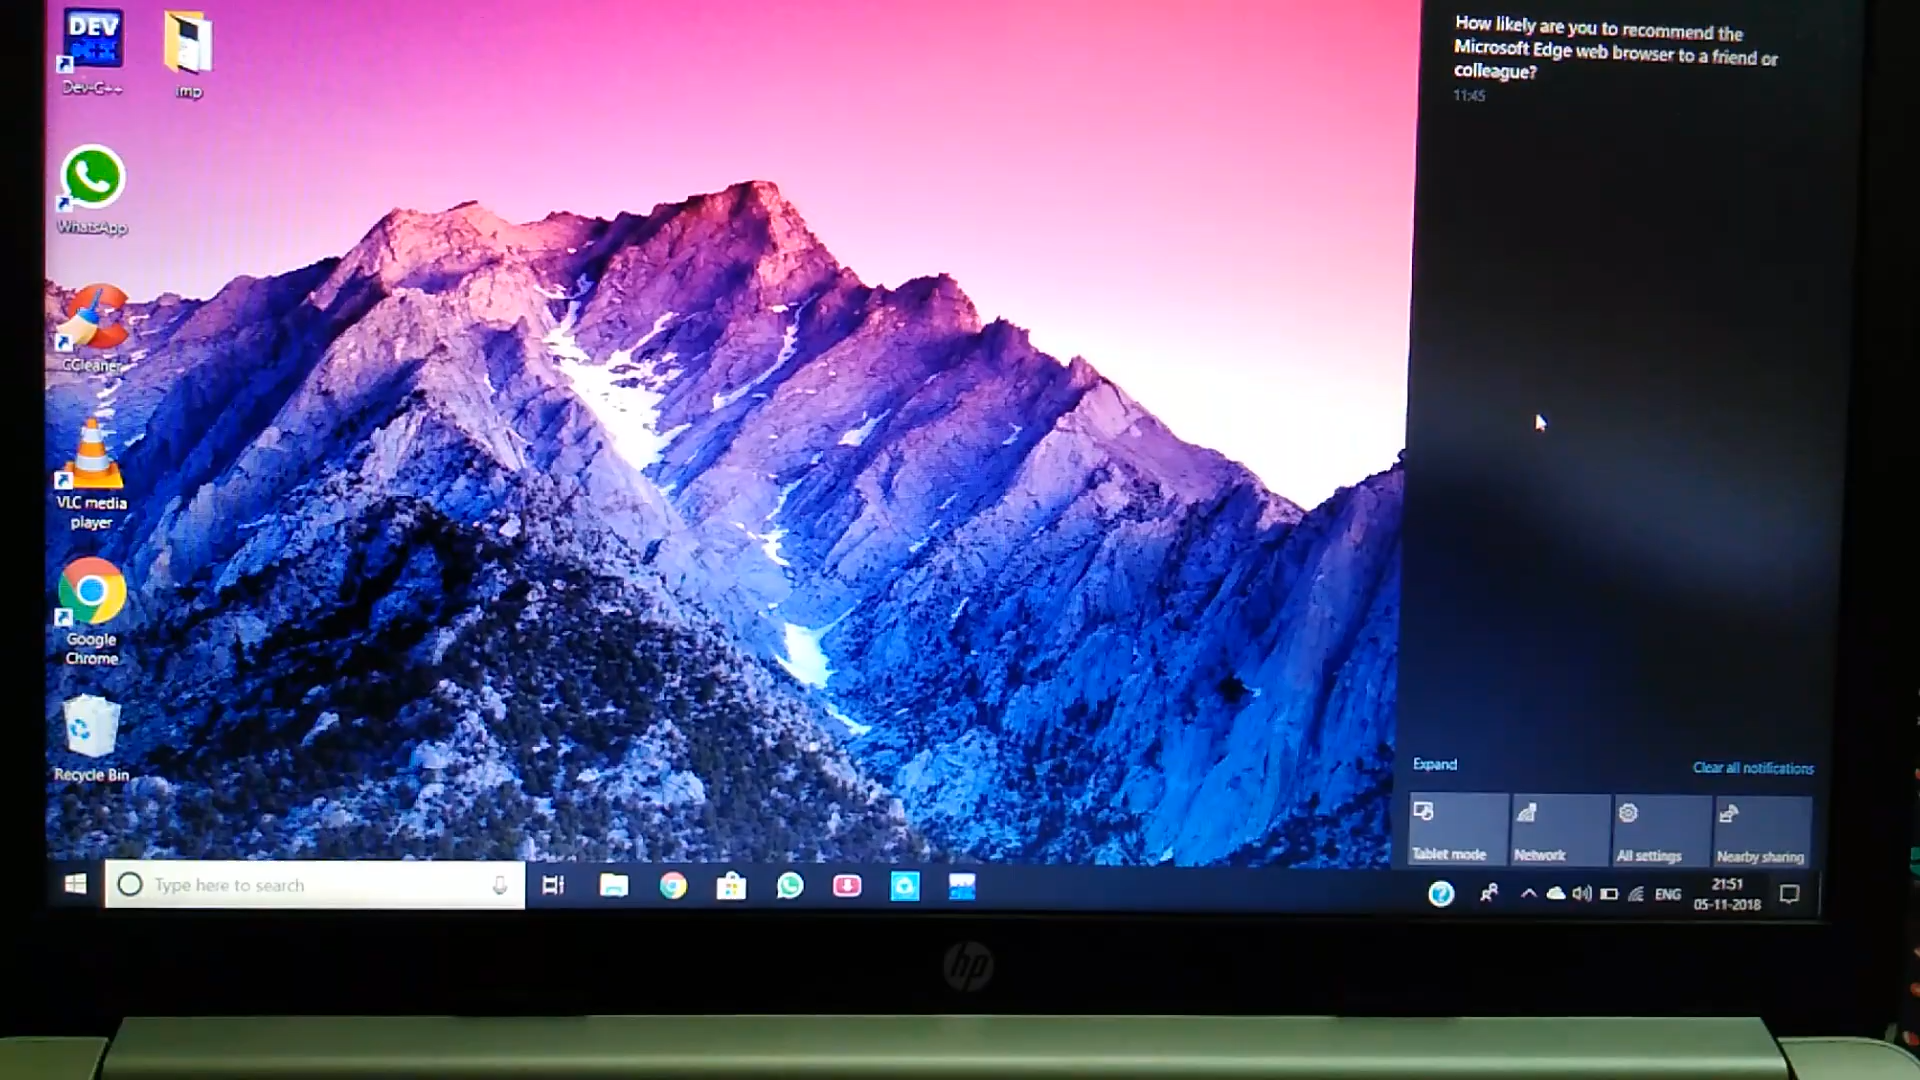 DEV
C++
Dev-C++
imp
WhatsApp
CCleaner
VLC media
player
Google
Chrome
Recycle Bin
How likely are you to recommend the
Microsoft Edge web browser to a friend or
colleague?
11:45
Expand
Clear all notifications
Tablet mode
Network
All settings
Nearby sharing
Type here to search
ENG
21:51
05-11-2018
hp